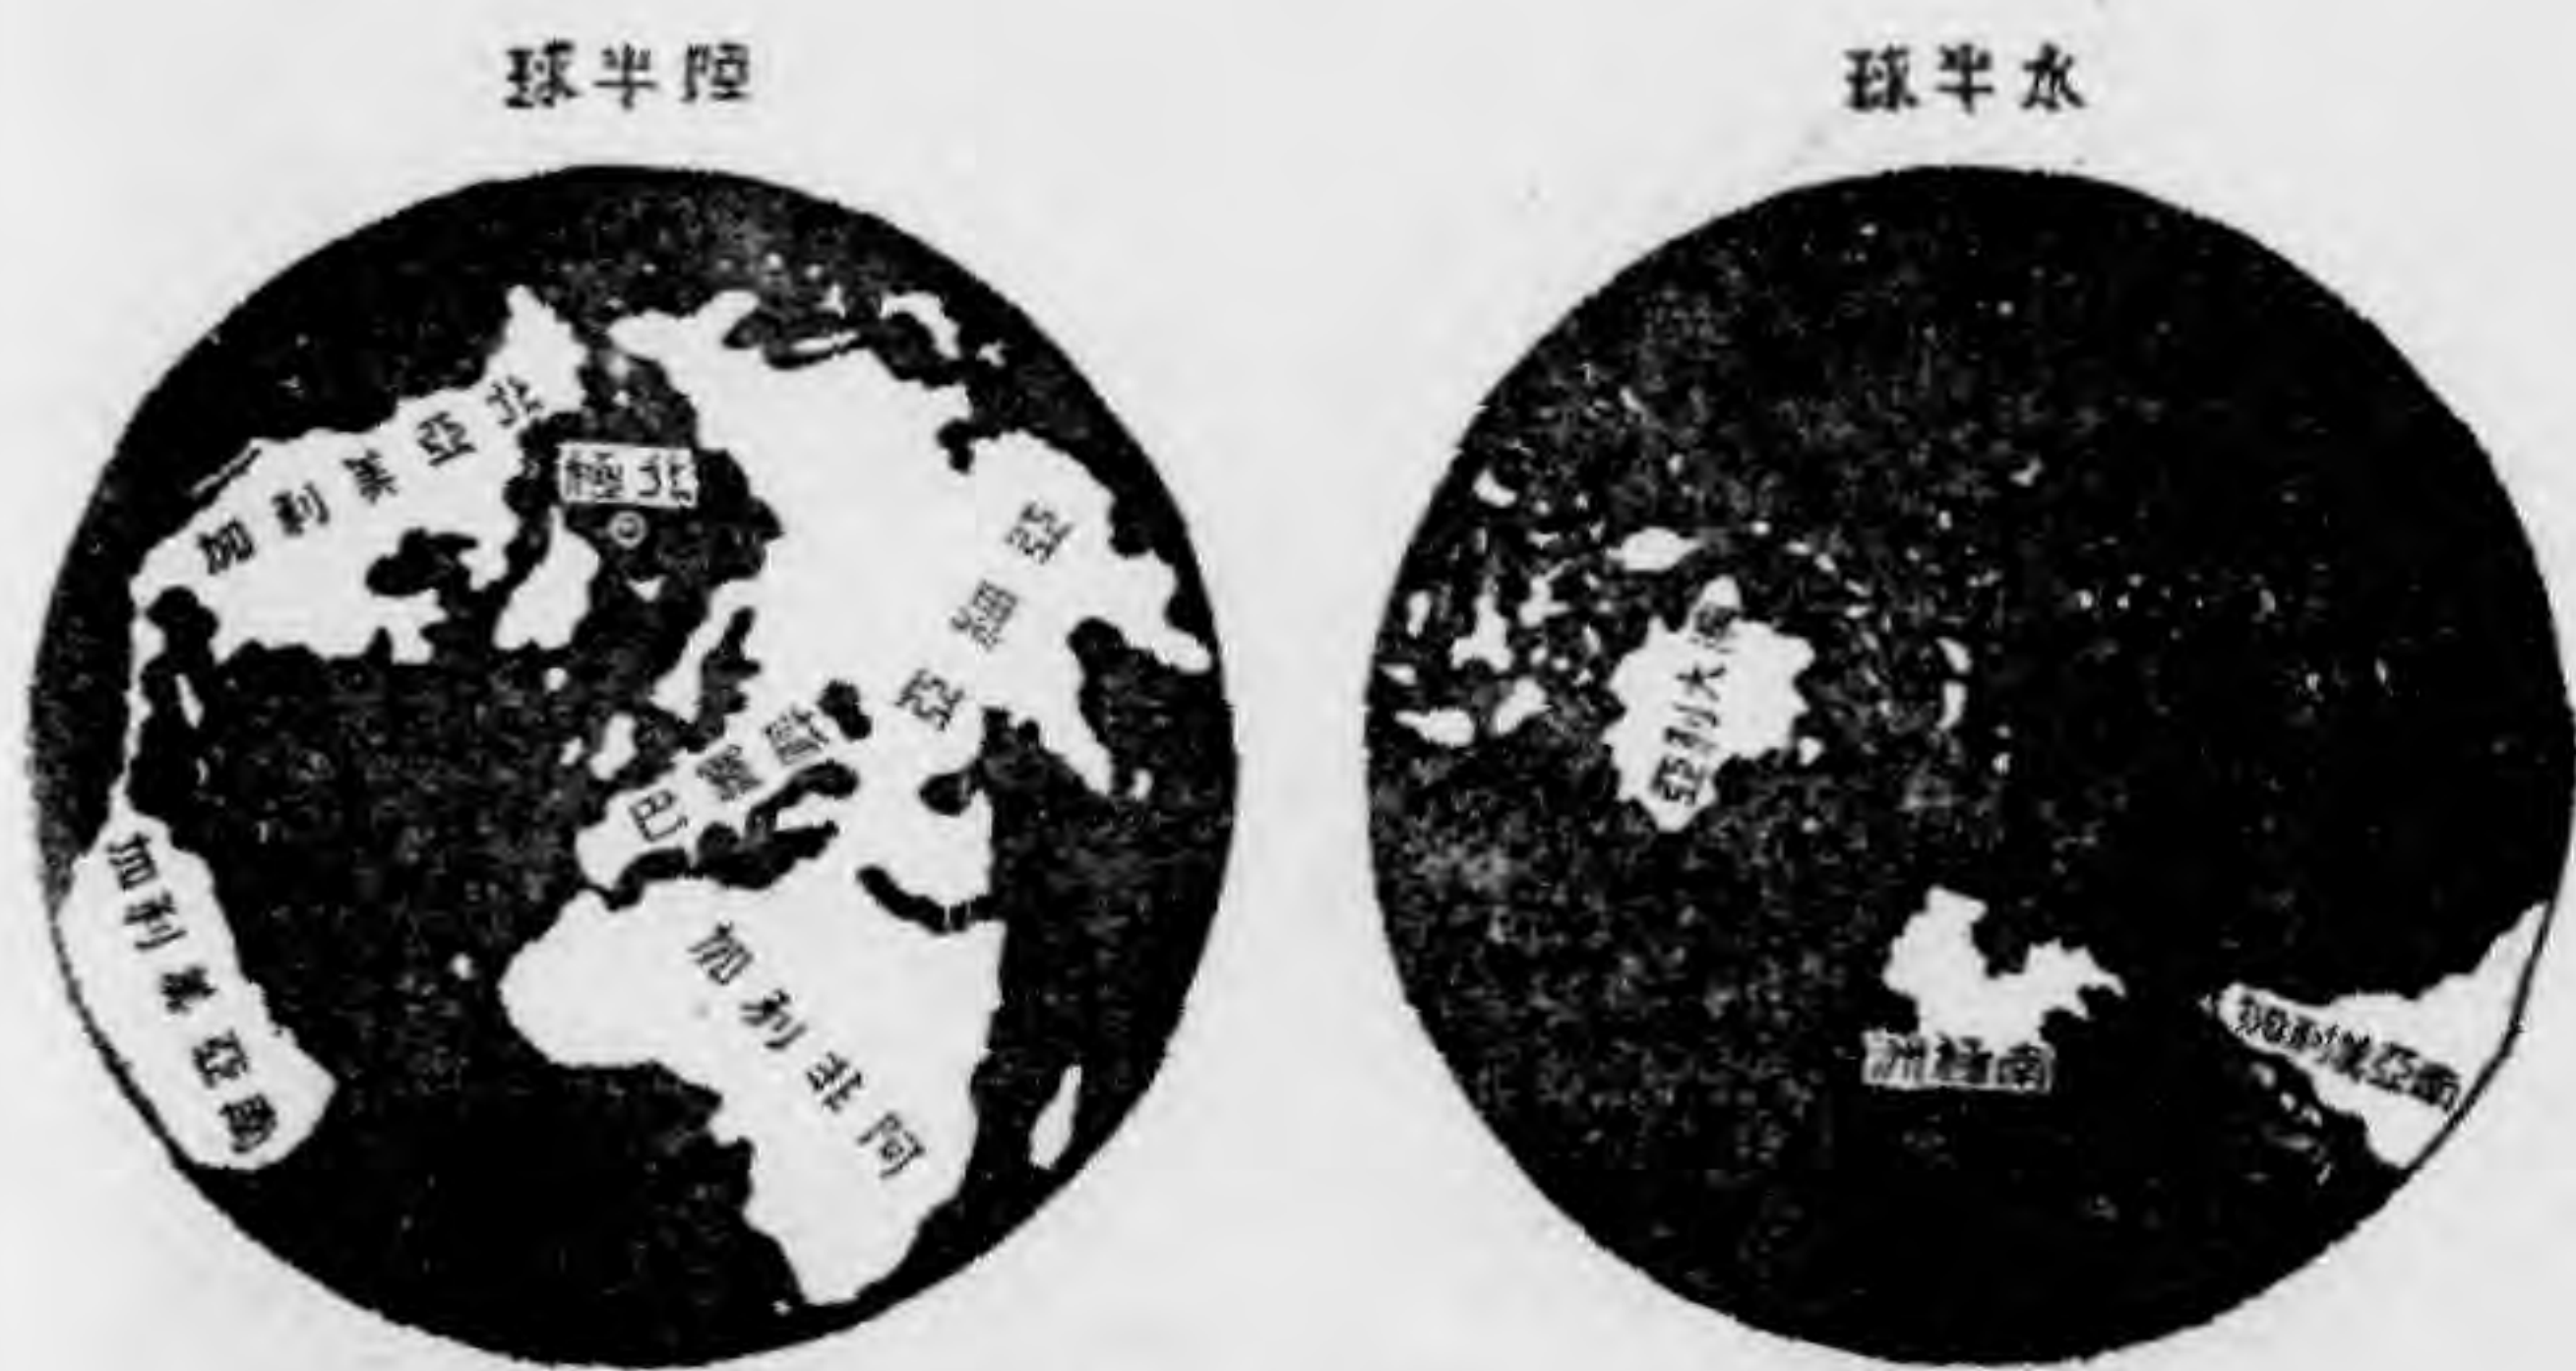 陸半球
水半球
北亞美利加
北極
亞細亞
歐羅巴
南亞美利加
阿非利加
澳大利亞
南極洲
南亞美利加